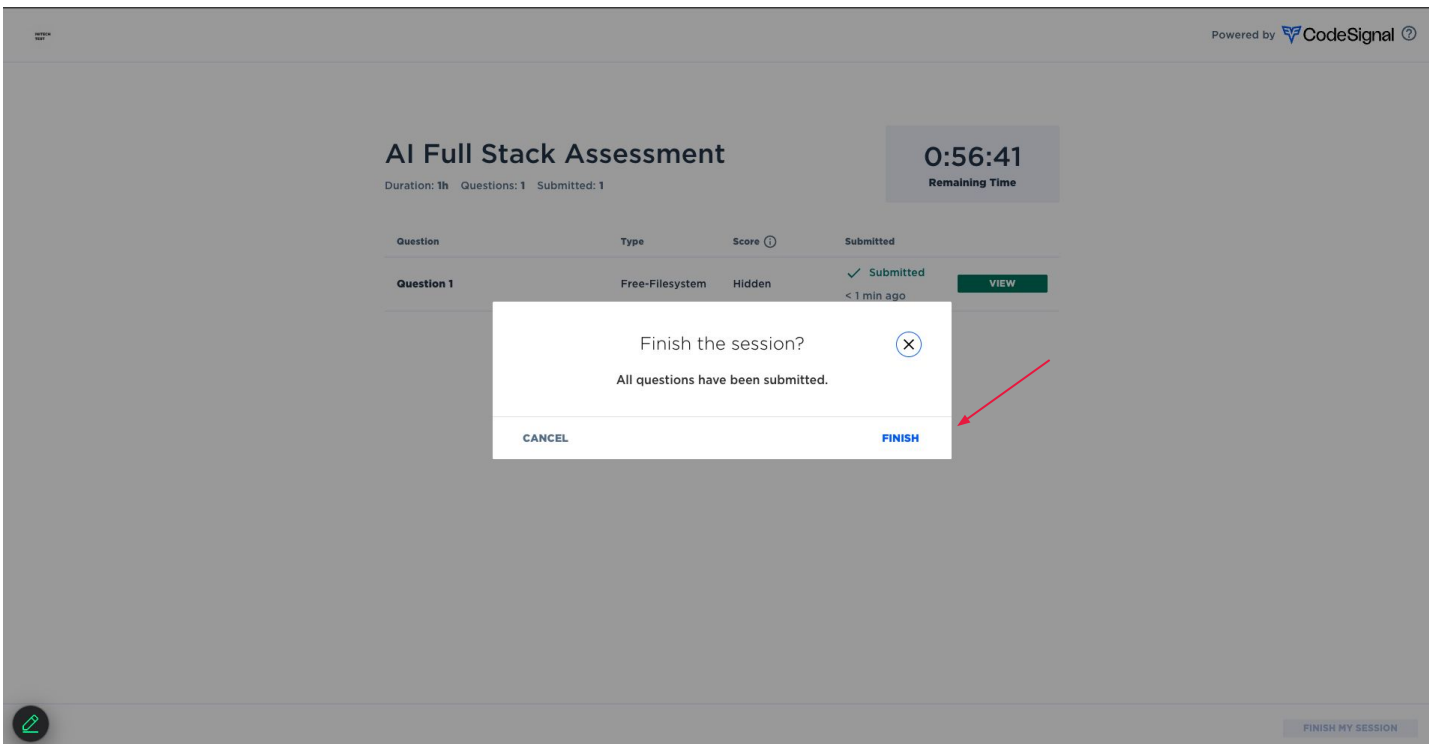 Powered by CodeSignal
AI Full Stack Assessment
Duration: 1h Questions: 1 Submitted: 1
0:56:41
Remaining Time
Question Type Score Submitted
Question 1 Free-Filesystem Hidden Submitted VIEW
< 1 min ago
Finish the session?
All questions have been submitted.
CANCEL FINISH
FINISH MY SESSION